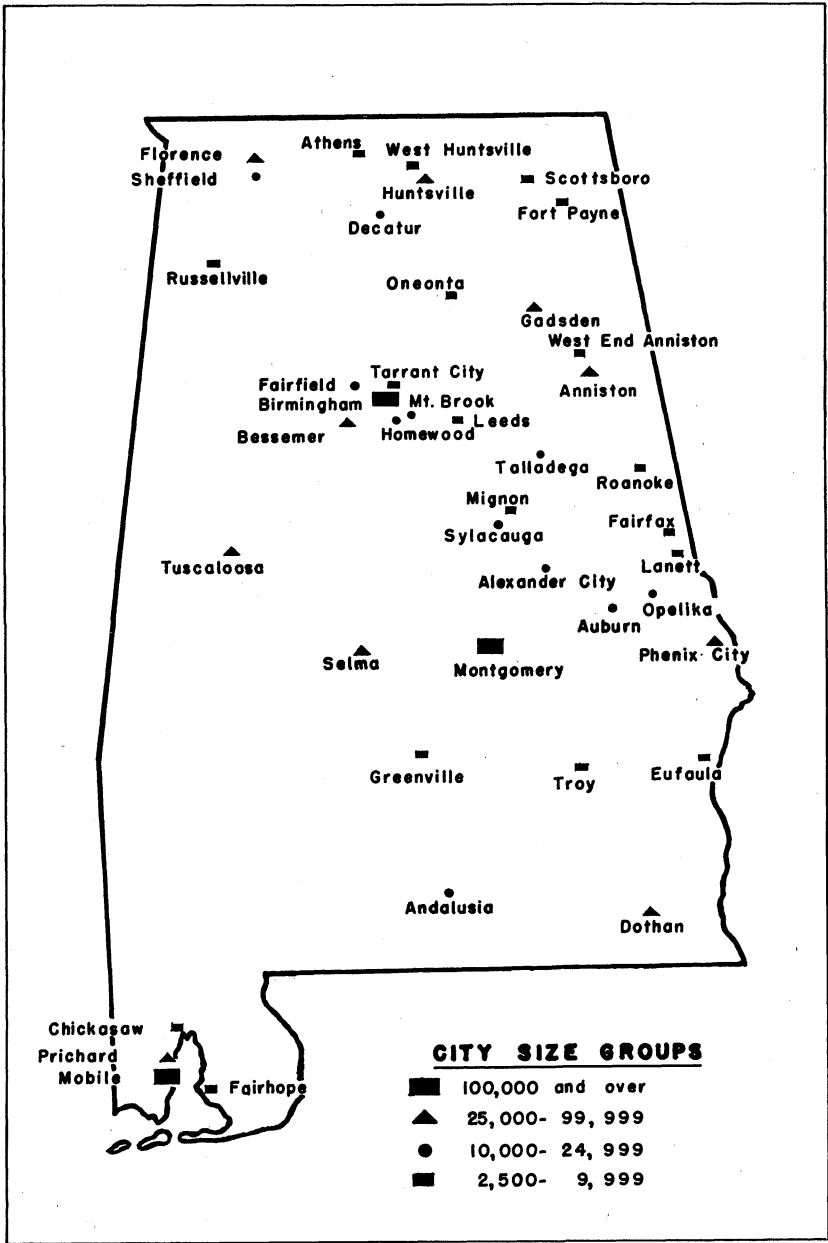 Athens
West Huntsville
Florence
Sheffield
Huntsville
Scottsboro
Fort Payne
Decatur
Russellville
Oneonta
Gadsden
West End Anniston
Anniston
Tarrant City
Fairfield
Birmingham
Mt. Brook
Bessemer
Homewood
Leeds
Talladega
Roanoke
Mignon
Sylacauga
Fairfax
Lanett
Tuscaloosa
Alexander City
Opelika
Auburn
Selma
Montgomery
Phenix City
Greenville
Troy
Eufaula
Andalusia
Dothan
Chickasaw
Prichard
Mobile
Fairhope
CITY SIZE GROUPS
100,000 and over
25,000- 99,999
10,000- 24,999
2,500- 9,999